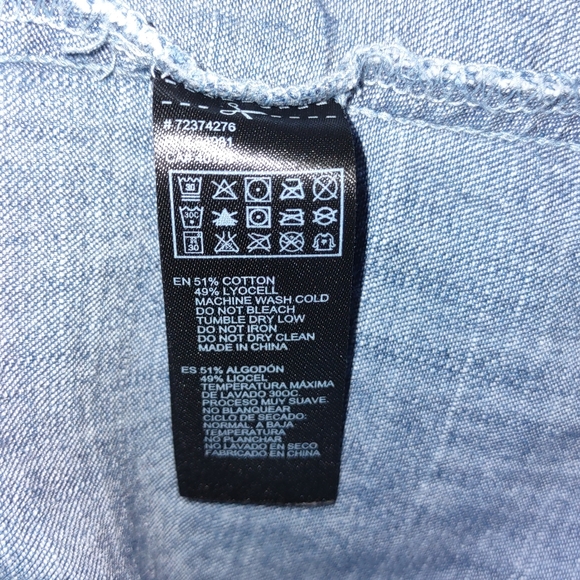 # 72374276
EN 51% COTTON
49% LYOCELL
MACHINE WASH COLD
DO NOT BLEACH
TUMBLE DRY LOW
DO NOT IRON
DO NOT DRY CLEAN
MADE IN CHINA
ES 51% ALGODÓN
49% LIOCEL
TEMPERATURA MÁXIMA
DE LAVADO 30OC.
PROCESO MUY SUAVE.
NO BLANQUEAR
CICLO DE SECADO:
NORMAL, A BAJA
TEMPERATURA
NO PLANCHAR
NO LAVADO EN SECO
FABRICADO EN CHINA